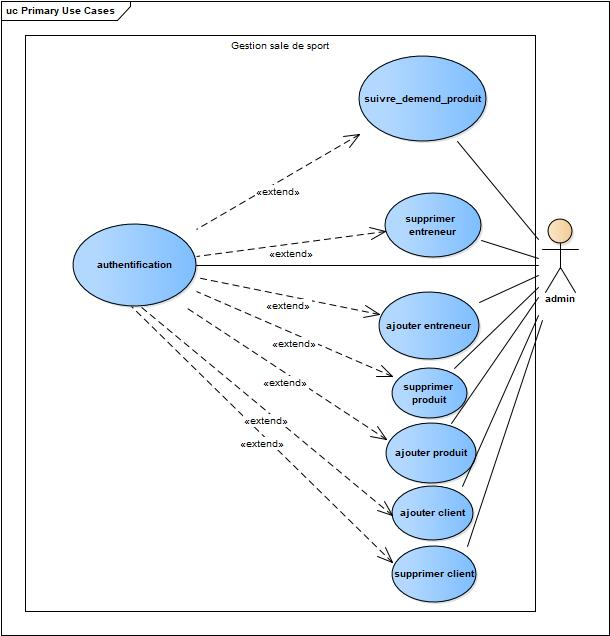 uc Primary Use Cases
Gestion sale de sport
suivre_demend_produit
«extend»
supprimer
entreneur
«extend»
authentification
admin
«extend»
ajouter entreneur
«extend»
supprimer
produit
«extend»
«extend»
ajouter produit
«extend»
ajouter client
supprimer client